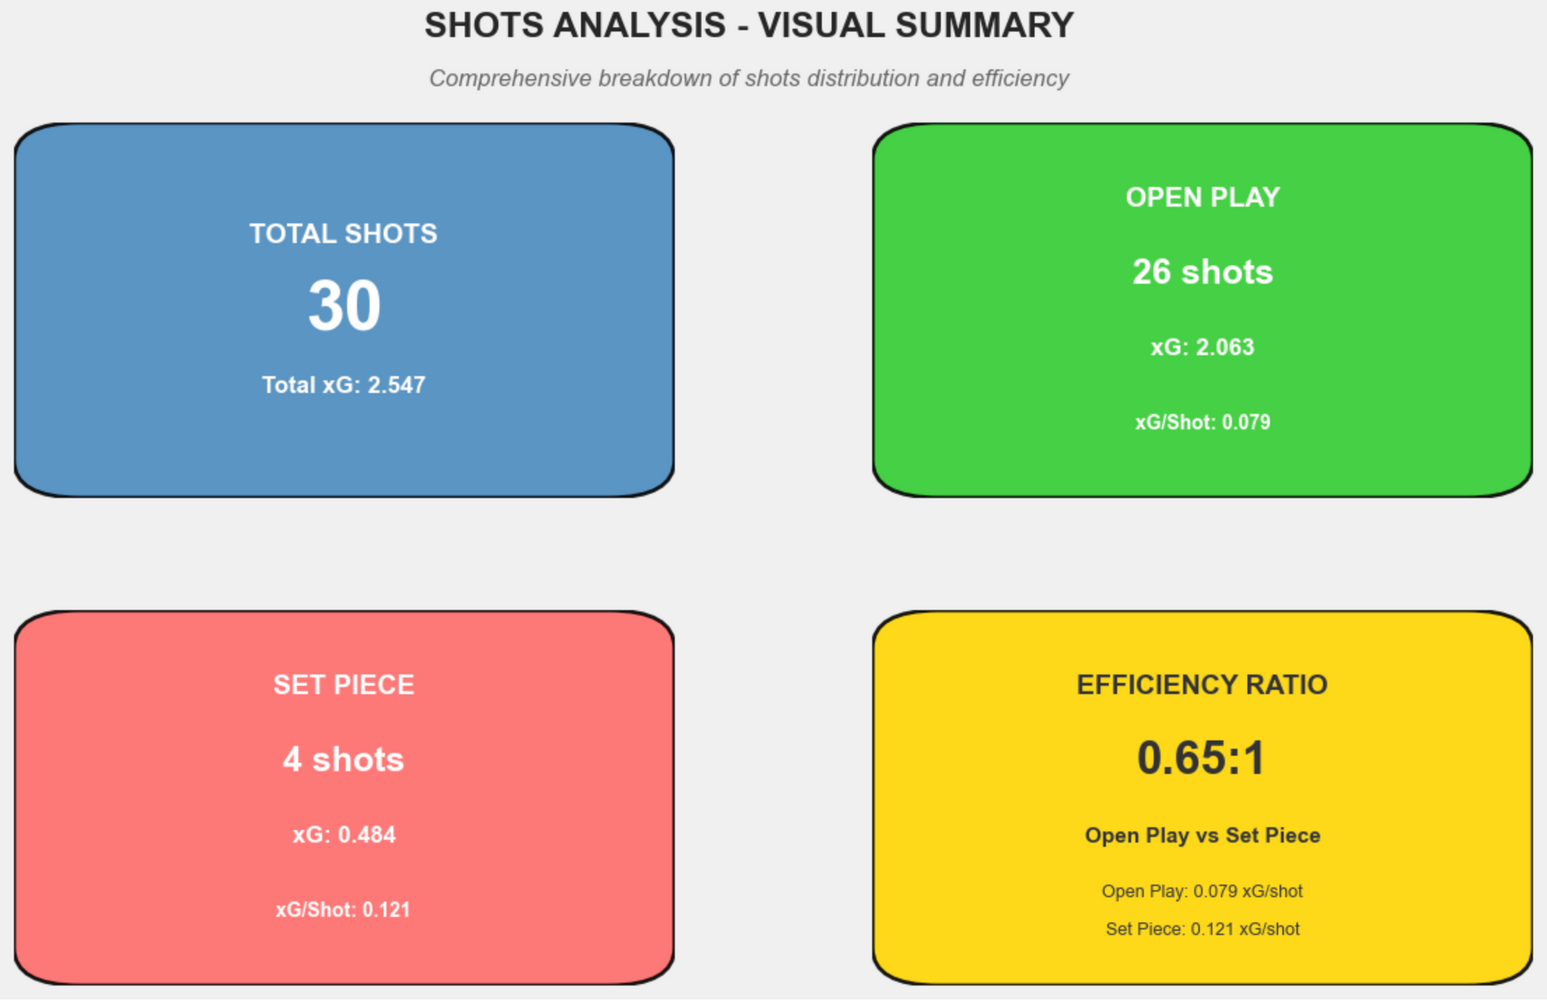 SHOTS ANALYSIS - VISUAL SUMMARY
Comprehensive breakdown of shots distribution and efficiency
TOTAL SHOTS
30
Total xG: 2.547
OPEN PLAY
26 shots
xG: 2.063
xG/Shot: 0.079
SET PIECE
4 shots
xG: 0.484
xG/Shot: 0.121
EFFICIENCY RATIO
0.65:1
Open Play vs Set Piece
Open Play: 0.079 xG/shot
Set Piece: 0.121 xG/shot